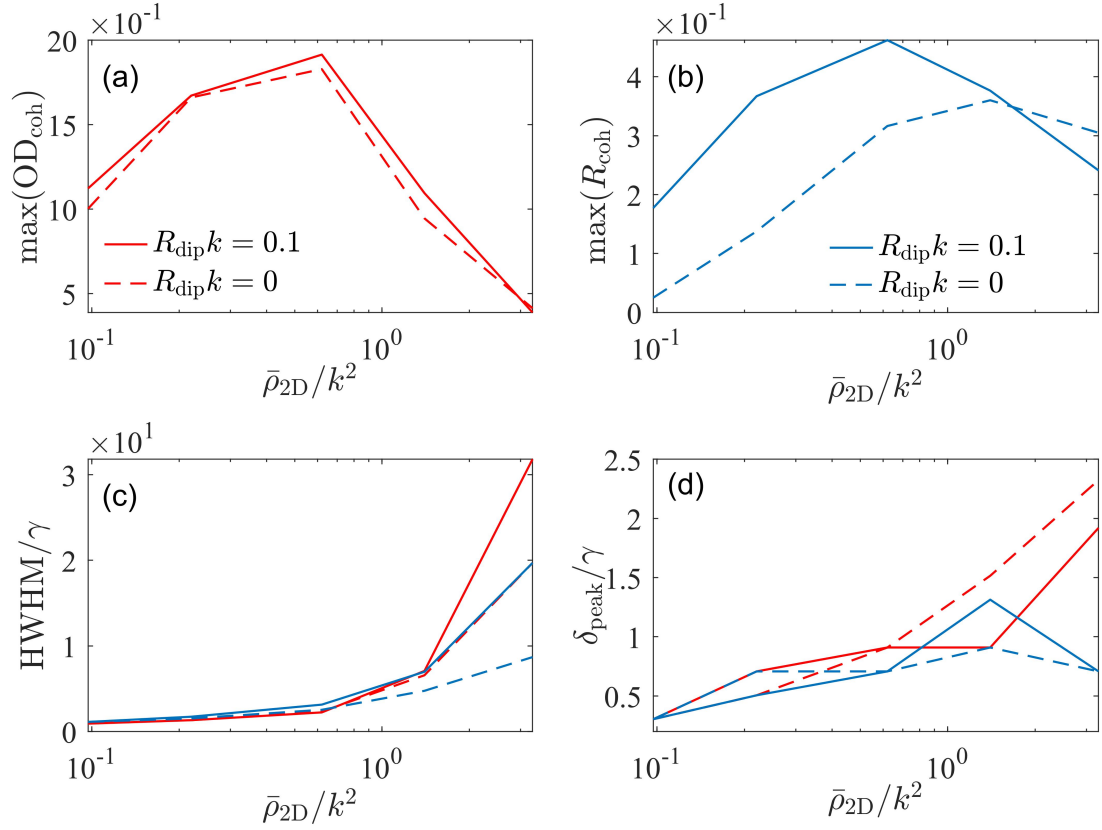 ×10⁻¹
20
15
10
5
max(OD_coh)
(a)
R_dip k = 0.1
R_dip k = 0
10⁻¹
10⁰
ρ̄_2D/k²
×10⁻¹
4
3
2
1
0
max(R_coh)
(b)
R_dip k = 0.1
R_dip k = 0
10⁻¹
10⁰
ρ̄_2D/k²
×10¹
3
2
1
0
HWHM/γ
(c)
10⁻¹
10⁰
ρ̄_2D/k²
2.5
2
1.5
1
0.5
δ_peak/γ
(d)
10⁻¹
10⁰
ρ̄_2D/k²